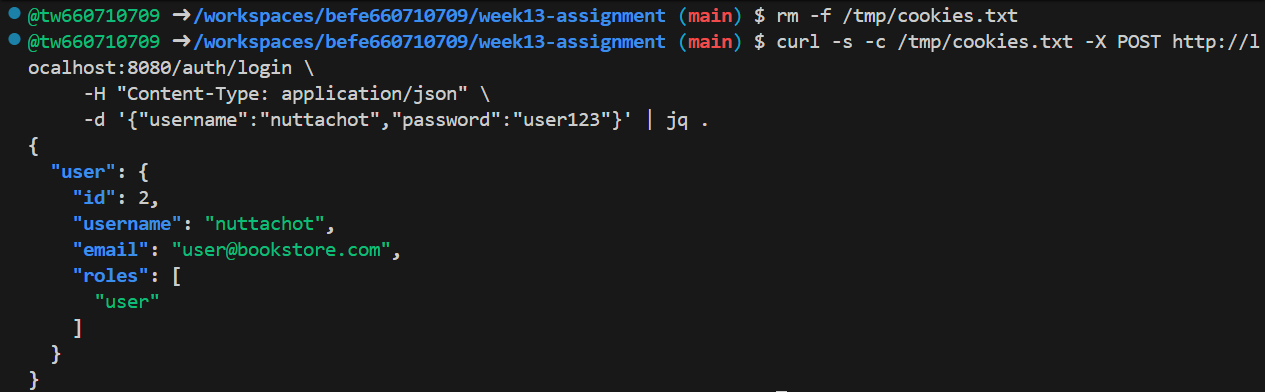 @tw660710709 ➜/workspaces/befe660710709/week13-assignment (main) $ rm -f /tmp/cookies.txt
@tw660710709 ➜/workspaces/befe660710709/week13-assignment (main) $ curl -s -c /tmp/cookies.txt -X POST http://l
ocalhost:8080/auth/login \
     -H "Content-Type: application/json" \
     -d '{"username":"nuttachot","password":"user123"}' | jq .
{
  "user": {
    "id": 2,
    "username": "nuttachot",
    "email": "user@bookstore.com",
    "roles": [
      "user"
    ]
  }
}